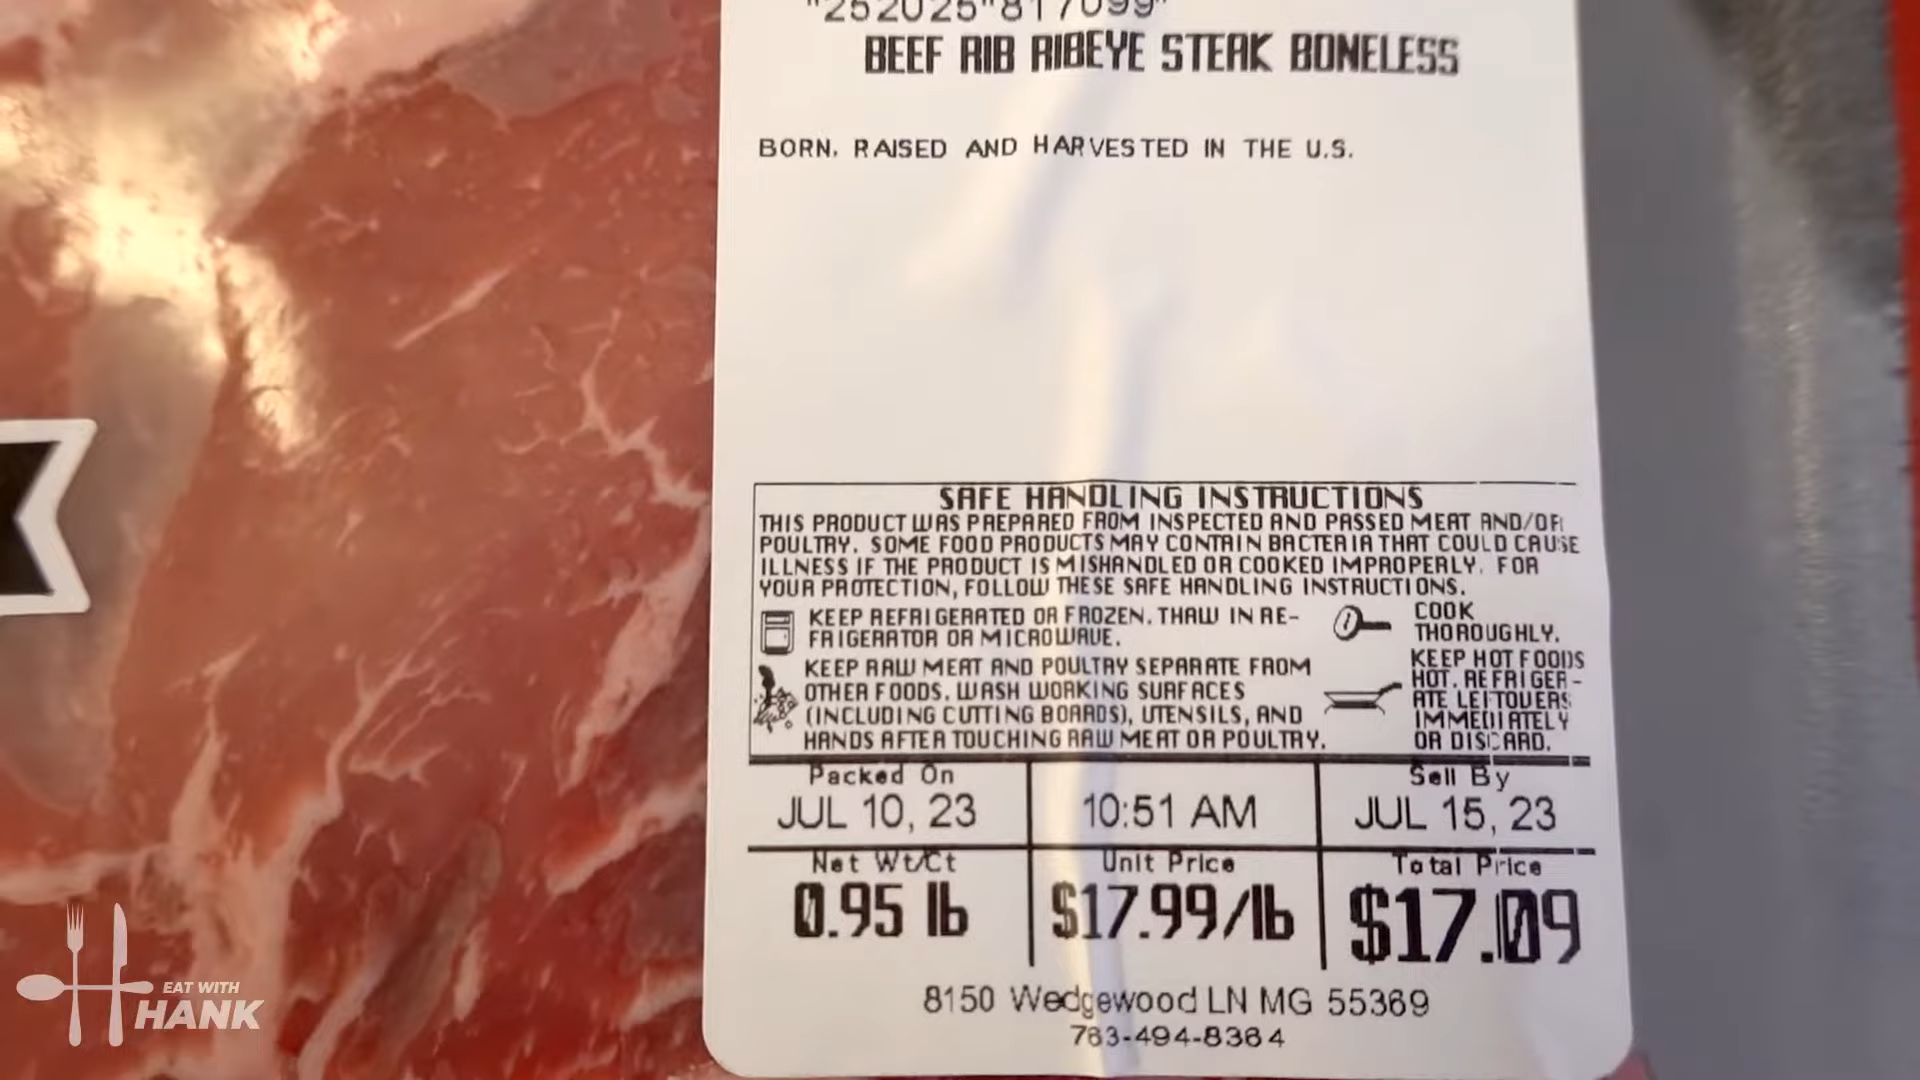 "252025"817099"
BEEF RIB RIBEYE STEAK BONELESS
BORN, RAISED AND HARVESTED IN THE U.S.
SAFE HANDLING INSTRUCTIONS
THIS PRODUCT WAS PREPARED FROM INSPECTED AND PASSED MEAT AND/OR
POULTRY. SOME FOOD PRODUCTS MAY CONTAIN BACTERIA THAT COULD CAUSE
ILLNESS IF THE PRODUCT IS MISHANDLED OR COOKED IMPROPERLY. FOR
YOUR PROTECTION, FOLLOW THESE SAFE HANDLING INSTRUCTIONS.
KEEP REFRIGERATED OR FROZEN. THAW IN RE-
FRIGERATOR OR MICROWAVE.
KEEP RAW MEAT AND POULTRY SEPARATE FROM
OTHER FOODS. WASH WORKING SURFACES
(INCLUDING CUTTING BOARDS), UTENSILS, AND
HANDS AFTER TOUCHING RAW MEAT OR POULTRY.
COOK
THOROUGHLY.
KEEP HOT FOODS
HOT. REFRIGER-
ATE LEFTOVERS
IMMEDIATELY
OR DISCARD.
Packed On
JUL 10, 23
10:51 AM
Sell By
JUL 15, 23
Net Wt/Ct
0.95 lb
Unit Price
$17.99/lb
Total Price
$17.09
8150 Wedgewood LN MG 55369
763-494-8364
EAT WITH
HANK